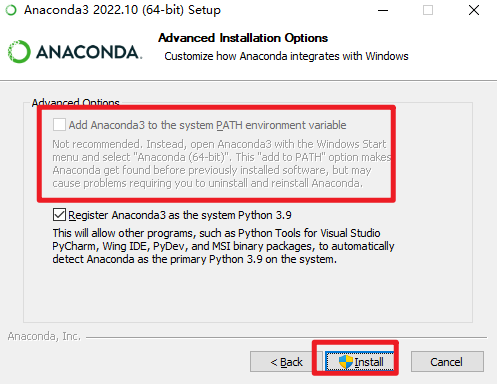 Anaconda3 2022.10 (64-bit) Setup
ANACONDA.
Advanced Installation Options
Customize how Anaconda integrates with Windows
Advanced Options
Add Anaconda3 to the system PATH environment variable
Not recommended. Instead, open Anaconda3 with the Windows Start
menu and select "Anaconda (64-bit)". This "add to PATH" option makes
Anaconda get found before previously installed software, but may
cause problems requiring you to uninstall and reinstall Anaconda.
Register Anaconda3 as the system Python 3.9
This will allow other programs, such as Python Tools for Visual Studio
PyCharm, Wing IDE, PyDev, and MSI binary packages, to automatically
detect Anaconda as the primary Python 3.9 on the system.
Anaconda, Inc.
< Back
Install
Cancel